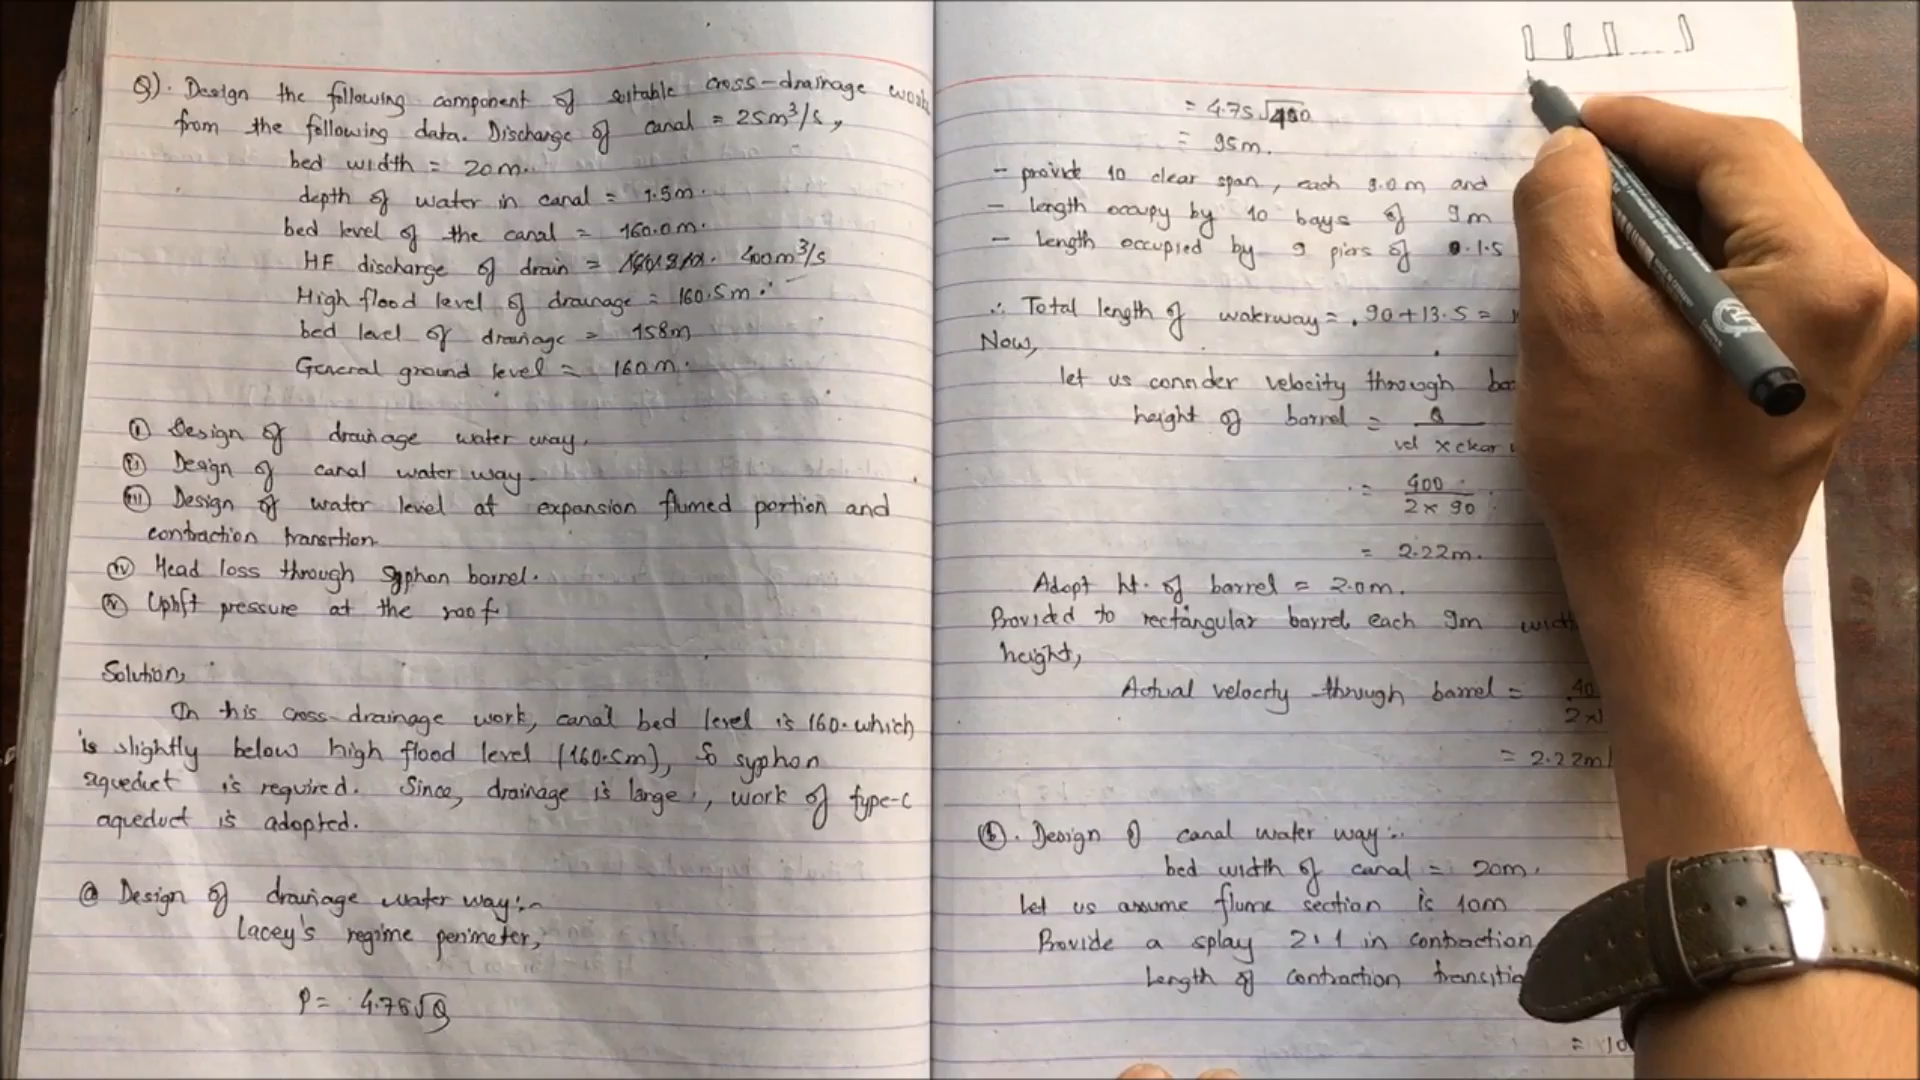 Q). Design the following component of suitable cross-drainage work
from the following data. Discharge of canal = 25m³/s,
bed width = 20m.
depth of water in canal = 1.5m.
bed level of the canal = 160.0m.
HF discharge of drain = 400m³/s
High flood level of drainage = 160.5m.
bed level of drainage = 158m
General ground level = 160m.
(i) Design of drainage water way.
(ii) Design of canal water way.
(iii) Design of water level at expansion flumed portion and
contraction transition
(iv) Head loss through syphon barrel.
(v) Uplift pressure at the roof
Solution,
In this cross-drainage work, canal bed level is 160. which
is slightly below high flood level (160.5m), so syphon
aqueduct is required. Since, drainage is large, work of type-C
aqueduct is adopted.
(a) Design of drainage water way:-
Lacey's regime perimeter,
P = 4.75√Q
= 4.75√400
= 95m.
- provide 10 clear span, each 9.0m and
- length occupy by 10 bays of 9m
- length occupied by 9 piers of 1.5
∴ Total length of waterway = 90+13.5 =
Now,
let us consider velocity through
height of barrel = Q
vel x clear
= 400
2 x 90
= 2.22m.
Adopt ht. of barrel = 2.0m.
Provided to rectangular barrel each 9m
height,
Actual velocity through barrel =
= 2.22m
(b). Design of canal water way:-
bed width of canal = 20m.
Let us assume flume section is 10m
Provide a splay 2:1 in contraction
Length of contraction
= 10